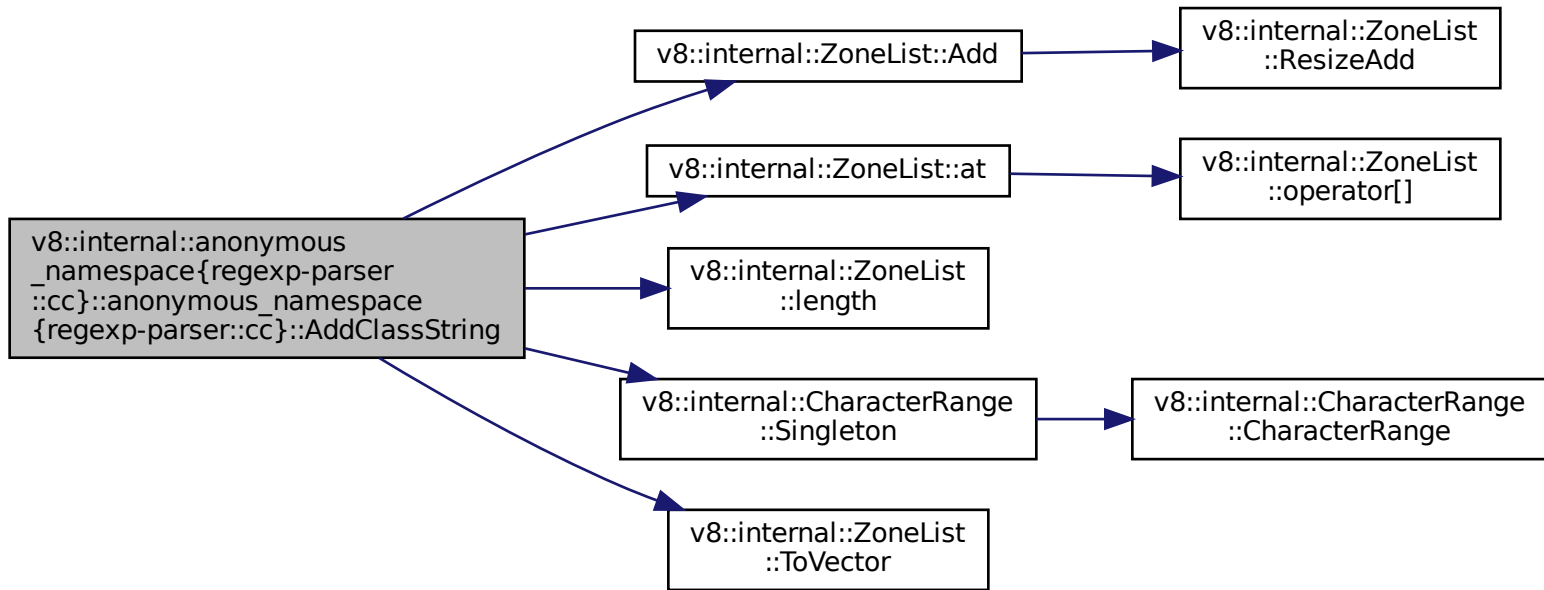 v8::internal::anonymous
_namespace{regexp-parser
::cc}::anonymous_namespace
{regexp-parser::cc}::AddClassString
v8::internal::ZoneList::Add
v8::internal::ZoneList
::ResizeAdd
v8::internal::ZoneList::at
v8::internal::ZoneList
::operator[]
v8::internal::ZoneList
::length
v8::internal::CharacterRange
::Singleton
v8::internal::CharacterRange
::CharacterRange
v8::internal::ZoneList
::ToVector